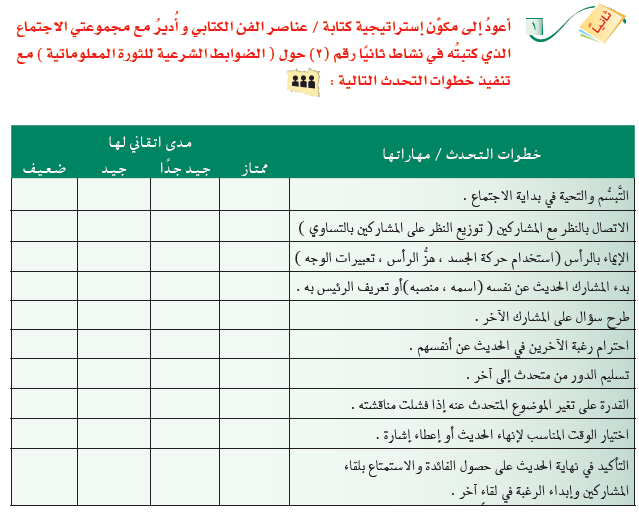 ثانياً
١
أعودُ إلى مكوِّن إستراتيجية كتابة / عناصر الفن الكتابي و أُديرُ مع مجموعتي الاجتماع
الذي كتبتُه في نشاط ثانيًا رقم (٢) حول ( الضوابط الشرعية للثورة المعلوماتية ) مع
تنفيذ خطوات التحدث التالية :
خطوات التحدث / مهاراتها
مدى اتقاني لها
ممتاز
جيد جدًا
جيد
ضعيف
التَّبسُّم والتحية في بداية الاجتماع .
الاتصال بالنظر مع المشاركين ( توزيع النظر على المشاركين بالتساوي )
الإيماء بالرأس (استخدام حركة الجسد ، هزُّ الرأس ، تعبيرات الوجه )
بدء المشارك الحديث عن نفسه (اسمه ، منصبه)أو تعريف الرئيس به .
طرح سؤال على المشارك الآخر .
احترام رغبة الآخرين في الحديث عن أنفسهم .
تسليم الدور من متحدث إلى آخر .
القدرة على تغير الموضوع المتحدث عنه إذا فشلت مناقشته .
اختيار الوقت المناسب لإنهاء الحديث أو إعطاء إشارة .
التأكيد في نهاية الحديث على حصول الفائدة والاستمتاع بلقاء
المشاركين وإبداء الرغبة في لقاء آخر .